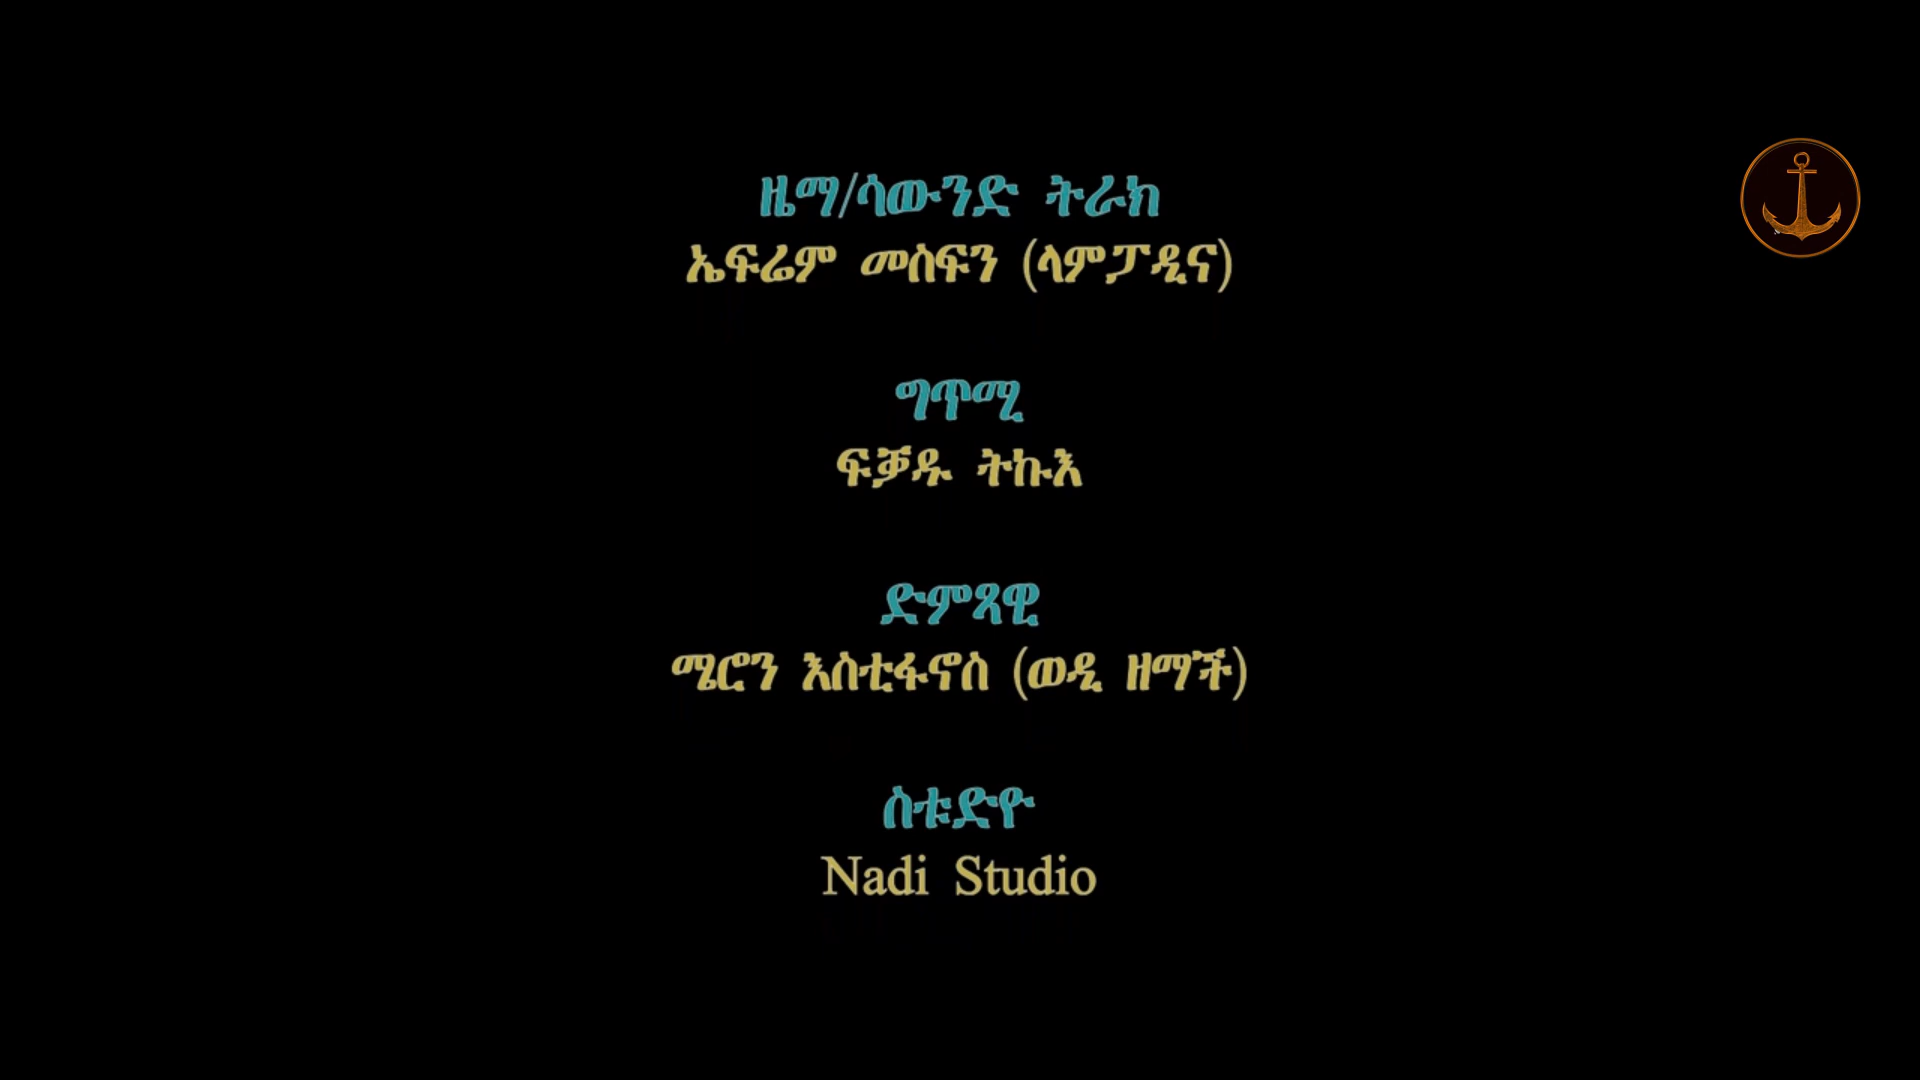 ዜማ/ሳውንድ ትራክ
ኤፍሬም መስፍን (ላምፓዲና)
ግጥሚ
ፍቓዱ ትኩእ
ድምጻዊ
ሜሮን እስቲፋኖስ (ወዲ ዘማች)
ስቱድዮ
Nadi Studio